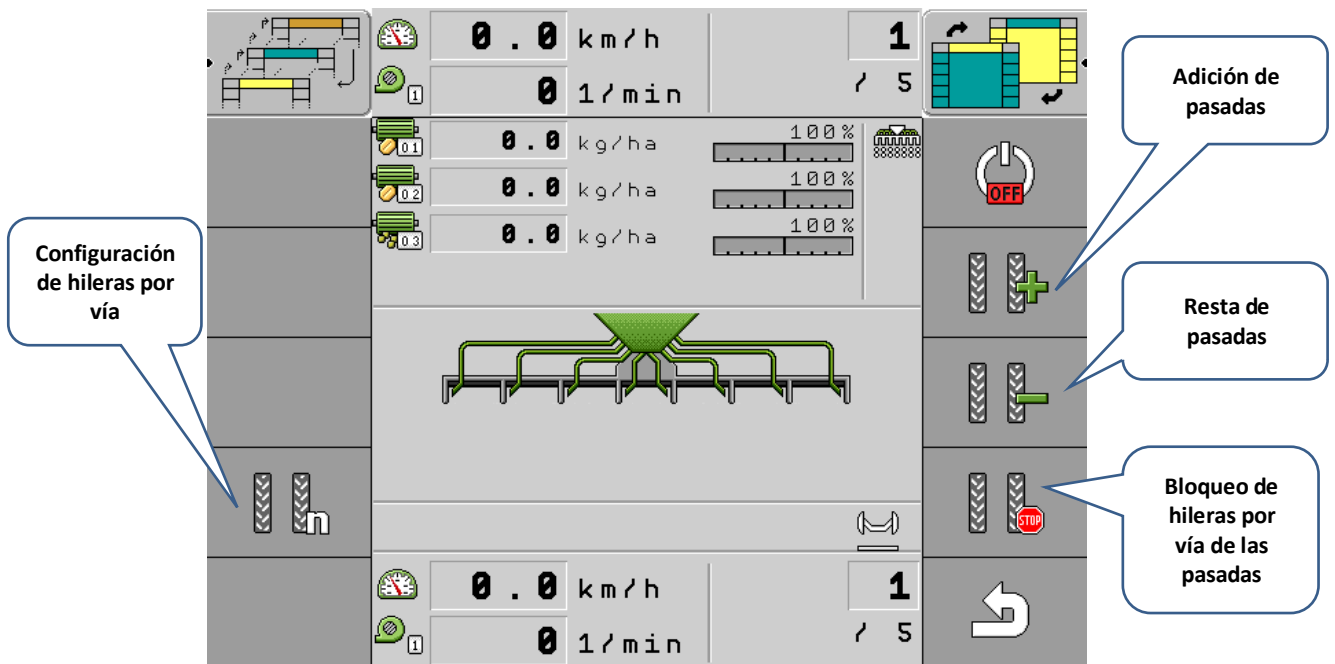 0.0 km/h
1
1
0 1/min
/ 5
01
0.0 kg/ha
100%
02
0.0 kg/ha
100%
03
0.0 kg/ha
100%
OFF
Adición de
pasadas
Configuración
de hileras por
vía
Resta de
pasadas
n
STOP
Bloqueo de
hileras por
vía de las
pasadas
0.0 km/h
1
1
0 1/min
/ 5